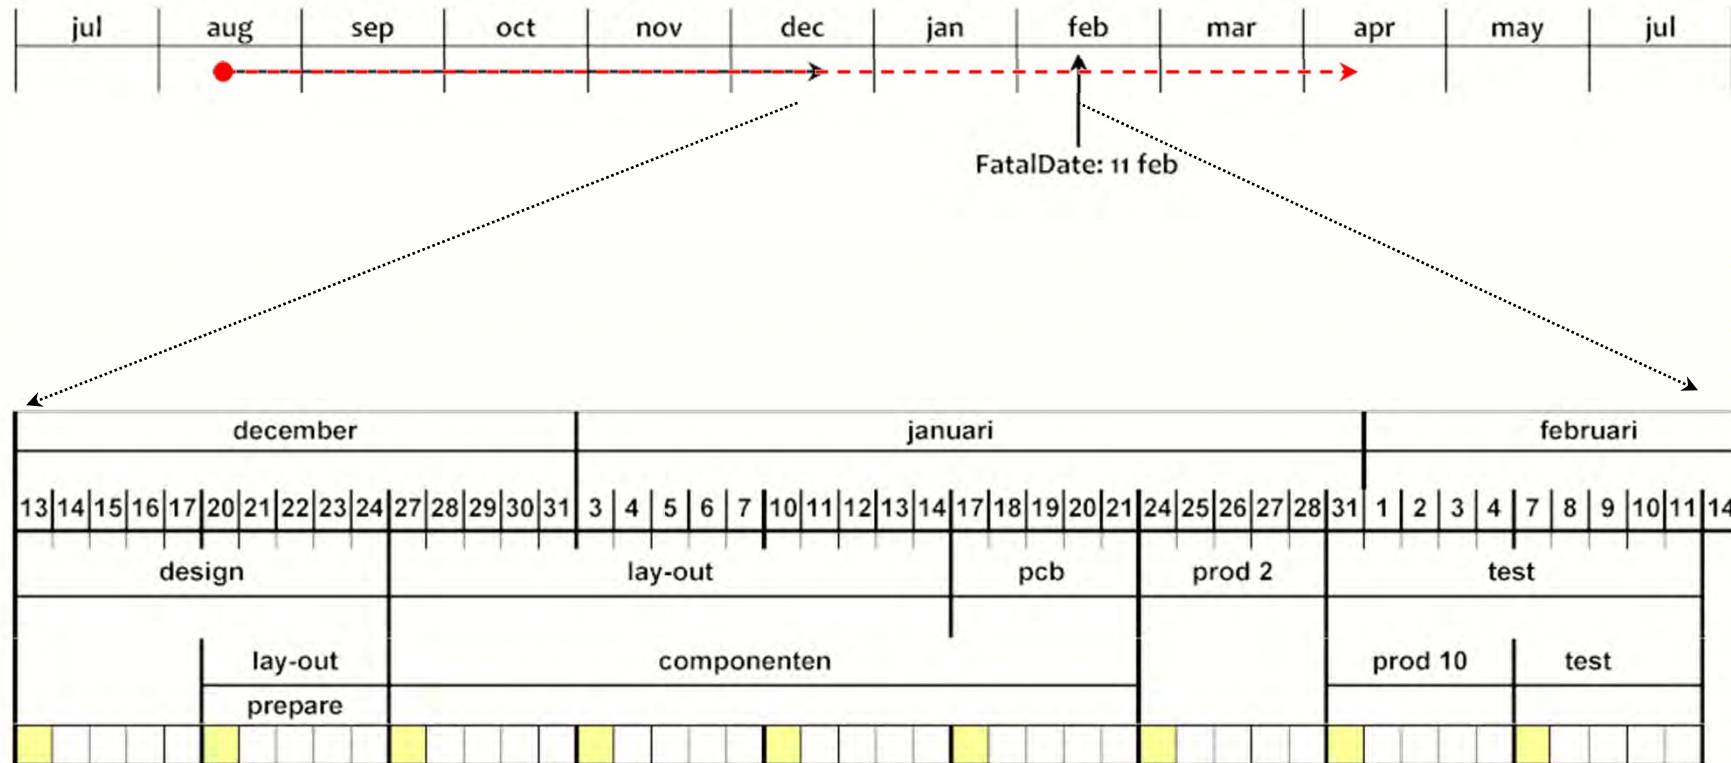 jul aug sep oct nov dec jan feb mar apr may jul
FatalDate: 11 feb
december januari februari
13 14 15 16 17 20 21 22 23 24 27 28 29 30 31 3 4 5 6 7 10 11 12 13 14 17 18 19 20 21 24 25 26 27 28 31 1 2 3 4 7 8 9 10 11 14
design lay-out pcb prod 2 test
lay-out componenten prod 10 test
prepare